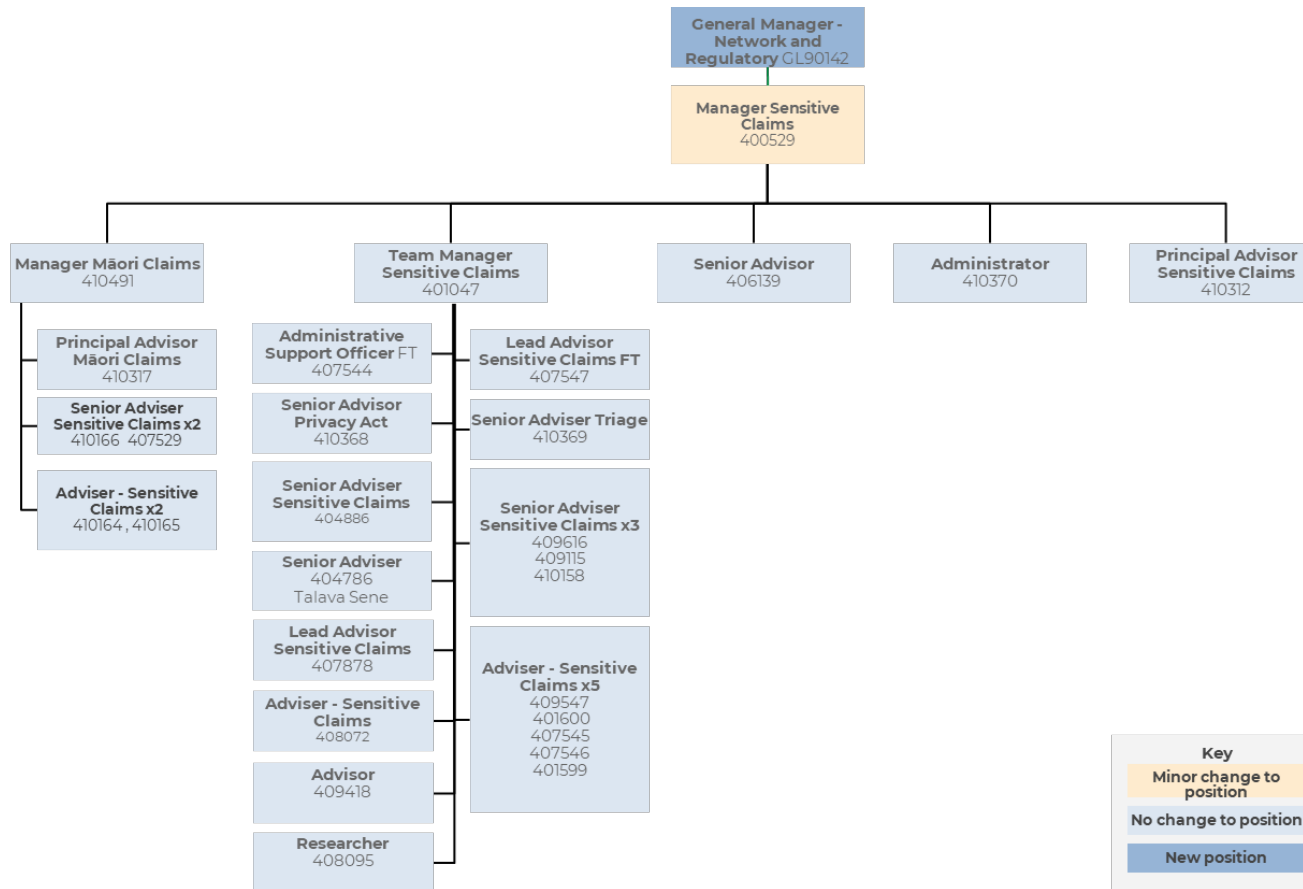 General Manager -
Network and
Regulatory GL90142
Manager Sensitive
Claims
400529
Manager Māori Claims
410491
Team Manager
Sensitive Claims
401047
Senior Advisor
406139
Administrator
410370
Principal Advisor
Sensitive Claims
410312
Principal Advisor
Māori Claims
410317
Senior Adviser
Sensitive Claims x2
410166 407529
Adviser - Sensitive
Claims x2
410164 , 410165
Administrative
Support Officer FT
407544
Senior Advisor
Privacy Act
410368
Senior Adviser
Sensitive Claims
404886
Senior Adviser
404786
Talava Sene
Lead Advisor
Sensitive Claims
407878
Adviser - Sensitive
Claims
408072
Advisor
409418
Researcher
408095
Lead Advisor
Sensitive Claims FT
407547
Senior Adviser Triage
410369
Senior Adviser
Sensitive Claims x3
409616
409115
410158
Adviser - Sensitive
Claims x5
409547
401600
407545
407546
401599
Key
Minor change to
position
No change to position
New position